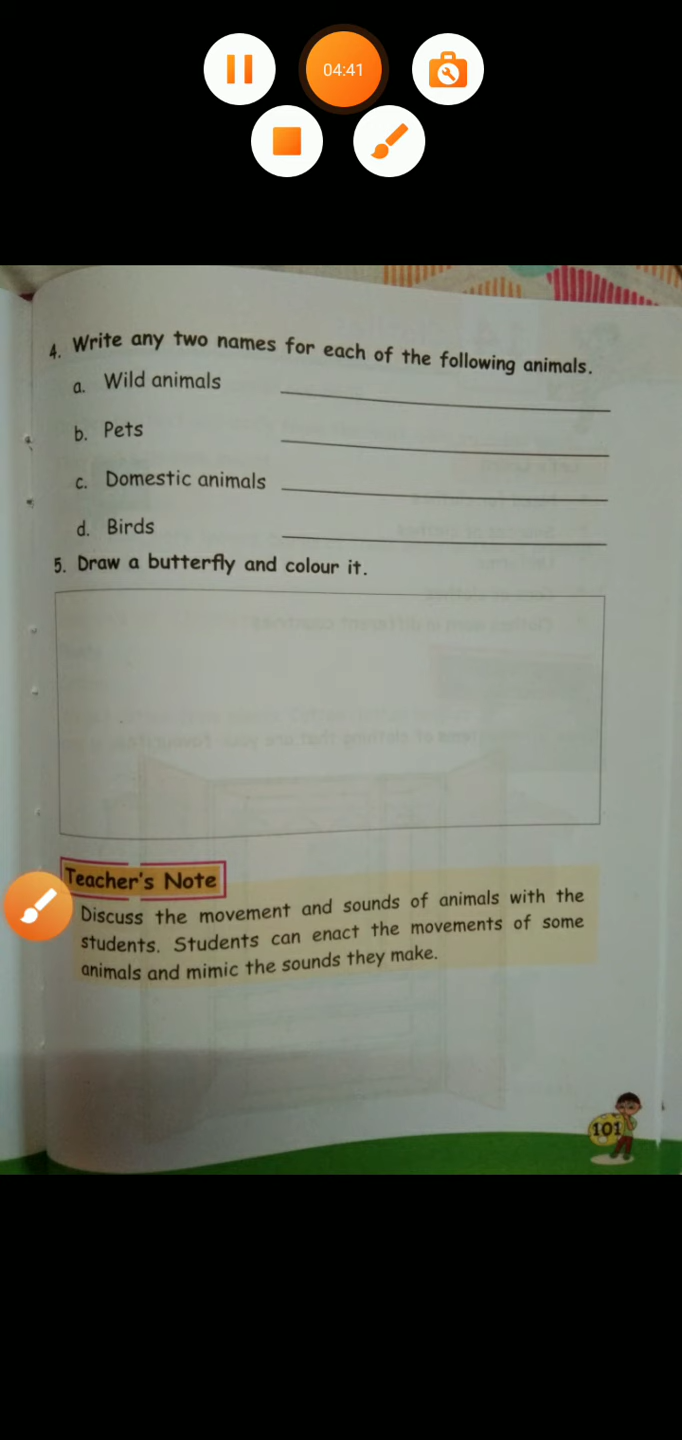 04:41
4. Write any two names for each of the following animals.
a. Wild animals
b. Pets
c. Domestic animals
d. Birds
5. Draw a butterfly and colour it.
Teacher's Note
Discuss the movement and sounds of animals with the
students. Students can enact the movements of some
animals and mimic the sounds they make.
101